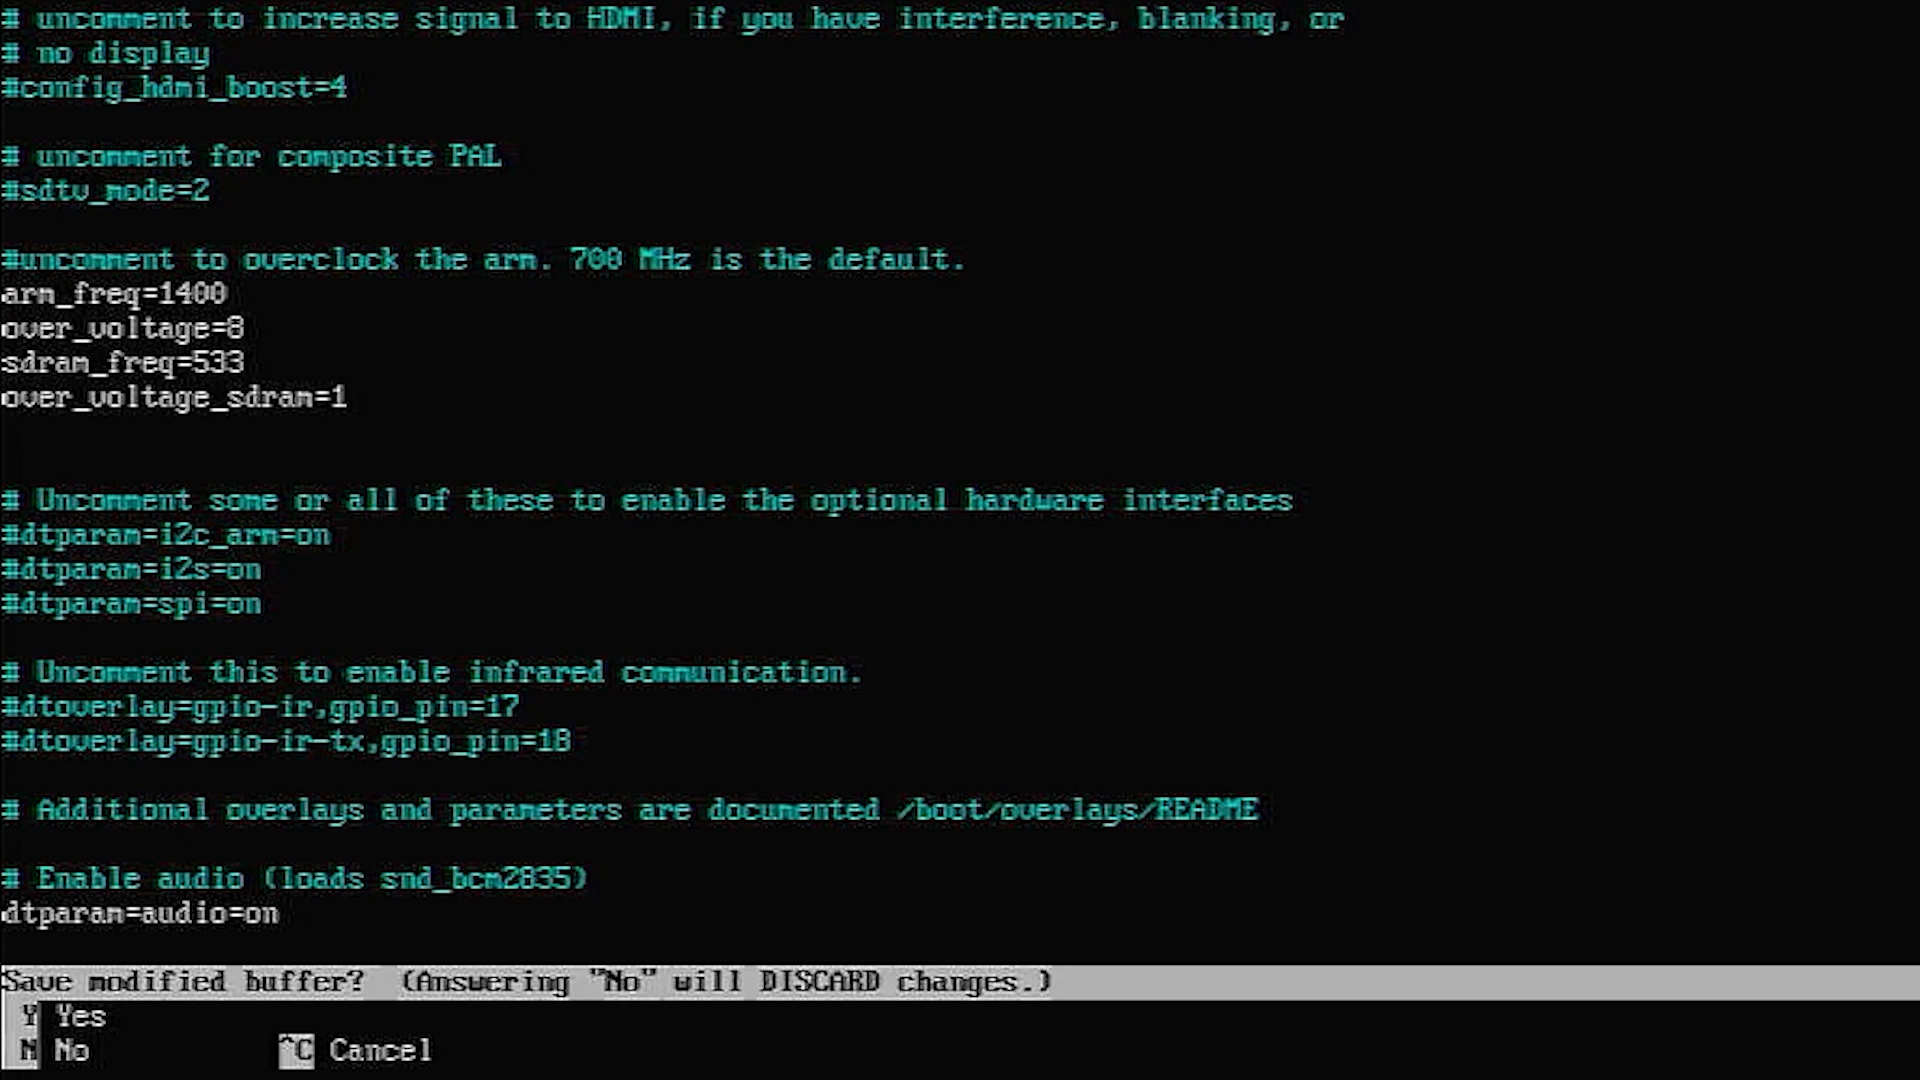 # uncomment to increase signal to HDMI, if you have interference, blanking, or
# no display
#config_hdmi_boost=4
# uncomment for composite PAL
#sdtv_mode=2
#uncomment to overclock the arm. 700 MHz is the default.
arm_freq=1400
over_voltage=8
sdram_freq=533
over_voltage_sdram=1
# Uncomment some or all of these to enable the optional hardware interfaces
#dtparam=i2c_arm=on
#dtparam=i2s=on
#dtparam=spi=on
# Uncomment this to enable infrared communication.
#dtoverlay=gpio-ir,gpio_pin=17
#dtoverlay=gpio-ir-tx,gpio_pin=18
# Additional overlays and parameters are documented /boot/overlays/README
# Enable audio (loads snd_bcm2835)
dtparam=audio=on
Save modified buffer?  (Answering "No" will DISCARD changes.)
Y Yes
N No ^C Cancel